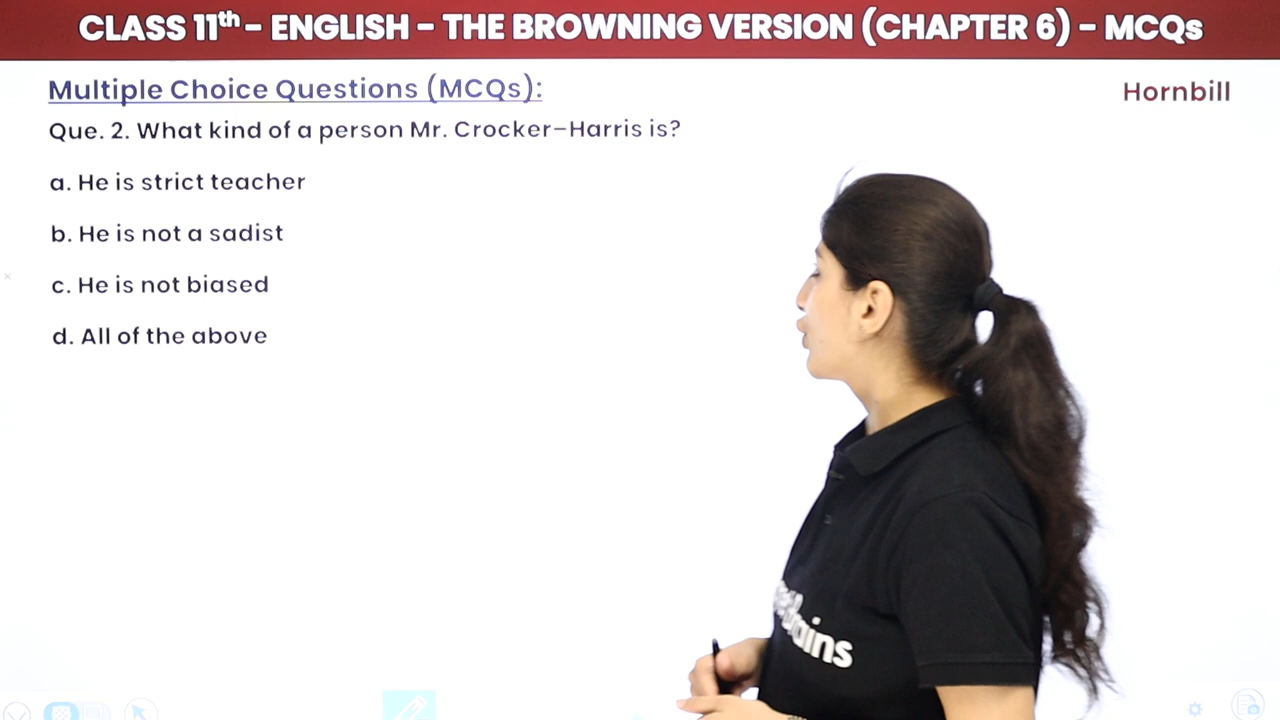 CLASS 11th - ENGLISH - THE BROWNING VERSION (CHAPTER 6) - MCQs
Multiple Choice Questions (MCQs):
Hornbill
Que. 2. What kind of a person Mr. Crocker-Harris is?
a. He is strict teacher
b. He is not a sadist
c. He is not biased
d. All of the above